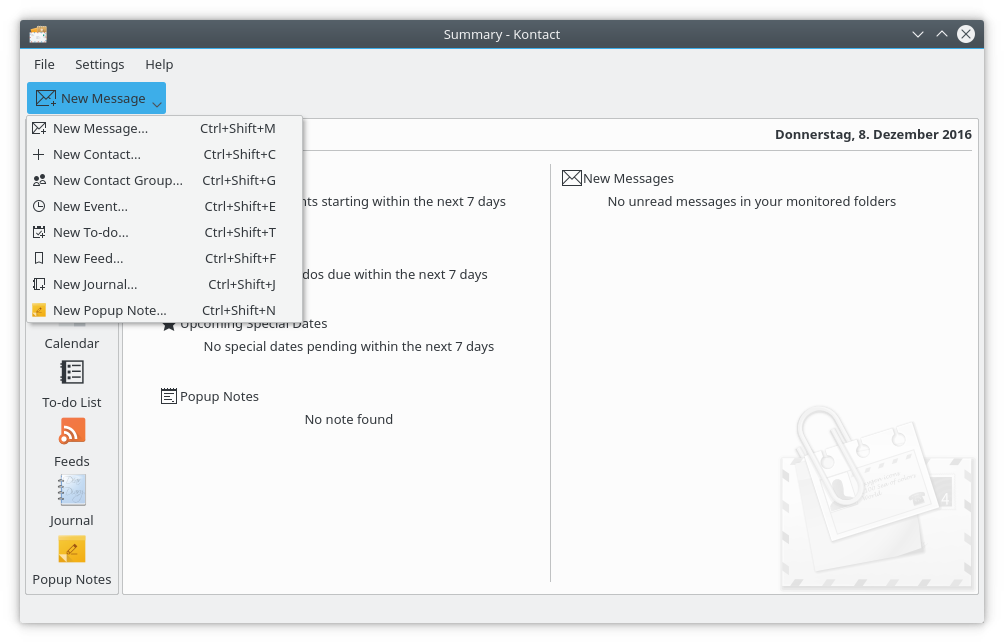 Summary - Kontact
File Settings Help
New Message
New Message... Ctrl+Shift+M
New Contact... Ctrl+Shift+C
New Contact Group... Ctrl+Shift+G
New Event... Ctrl+Shift+E
New To-do... Ctrl+Shift+T
New Feed... Ctrl+Shift+F
New Journal... Ctrl+Shift+J
New Popup Note... Ctrl+Shift+N
Calendar
To-do List
Feeds
Journal
Popup Notes
Donnerstag, 8. Dezember 2016
starting within the next 7 days
due within the next 7 days
Upcoming Special Dates
No special dates pending within the next 7 days
Popup Notes
No note found
New Messages
No unread messages in your monitored folders
4